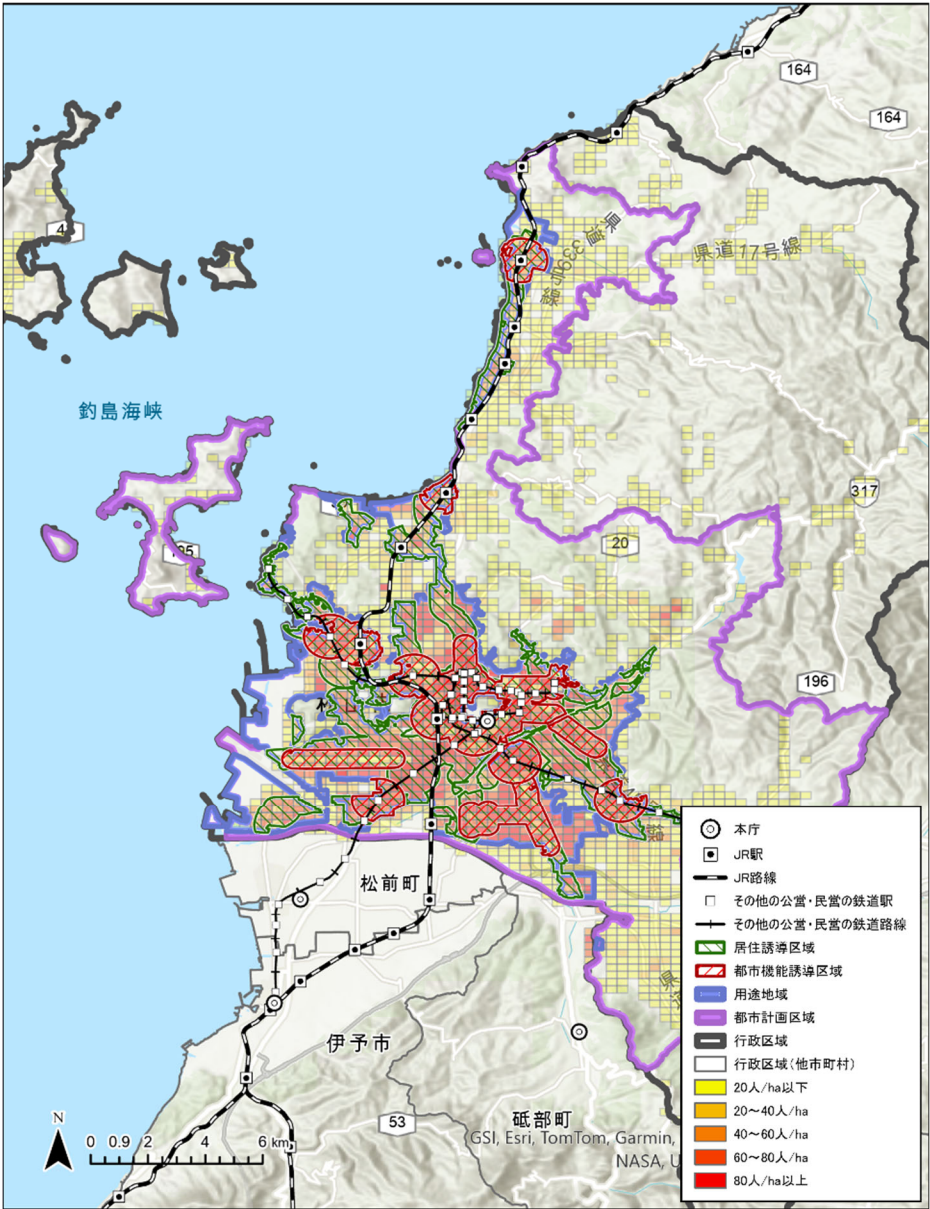 164
164
4
県道339号線
県道17号線
釣島海峡
317
20
196
松前町
伊予市
53
砥部町
GSI, Esri, TomTom, Garmin,
NASA, U
N
0 0.9 2 4 6 km
本庁
JR駅
JR路線
その他の公営・民営の鉄道駅
その他の公営・民営の鉄道路線
居住誘導区域
都市機能誘導区域
用途地域
都市計画区域
行政区域
行政区域(他市町村)
20人/ha以下
20～40人/ha
40～60人/ha
60～80人/ha
80人/ha以上